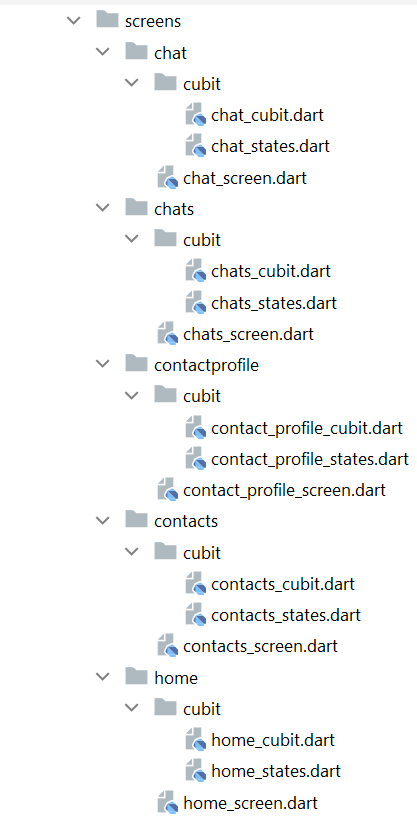 screens
chat
cubit
chat_cubit.dart
chat_states.dart
chat_screen.dart
chats
cubit
chats_cubit.dart
chats_states.dart
chats_screen.dart
contactprofile
cubit
contact_profile_cubit.dart
contact_profile_states.dart
contact_profile_screen.dart
contacts
cubit
contacts_cubit.dart
contacts_states.dart
contacts_screen.dart
home
cubit
home_cubit.dart
home_states.dart
home_screen.dart